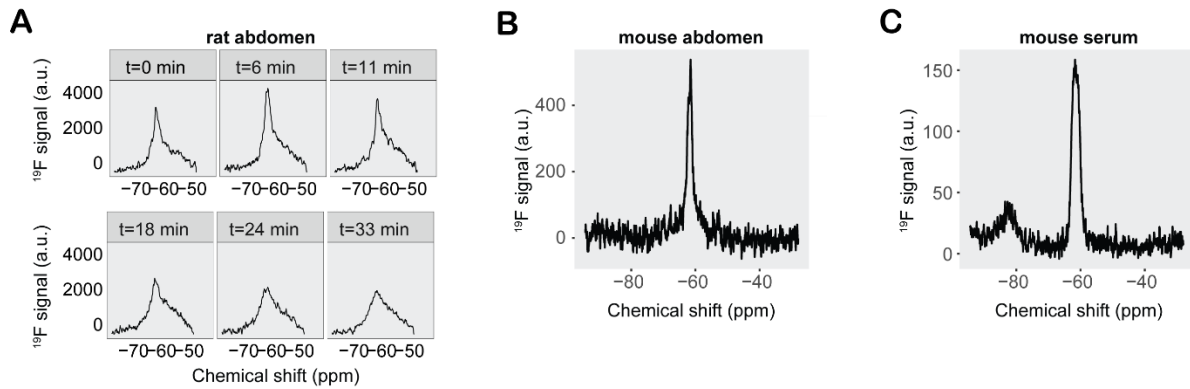 A
rat abdomen
t=0 min t=6 min t=11 min
¹⁹F signal (a.u.)
4000
2000
0
−70−60−50 −70−60−50 −70−60−50
t=18 min t=24 min t=33 min
¹⁹F signal (a.u.)
4000
2000
0
−70−60−50 −70−60−50 −70−60−50
Chemical shift (ppm)
B
mouse abdomen
¹⁹F signal (a.u.)
400
200
0
−80 −60 −40
Chemical shift (ppm)
C
mouse serum
¹⁹F signal (a.u.)
150
100
50
0
−80 −60 −40
Chemical shift (ppm)